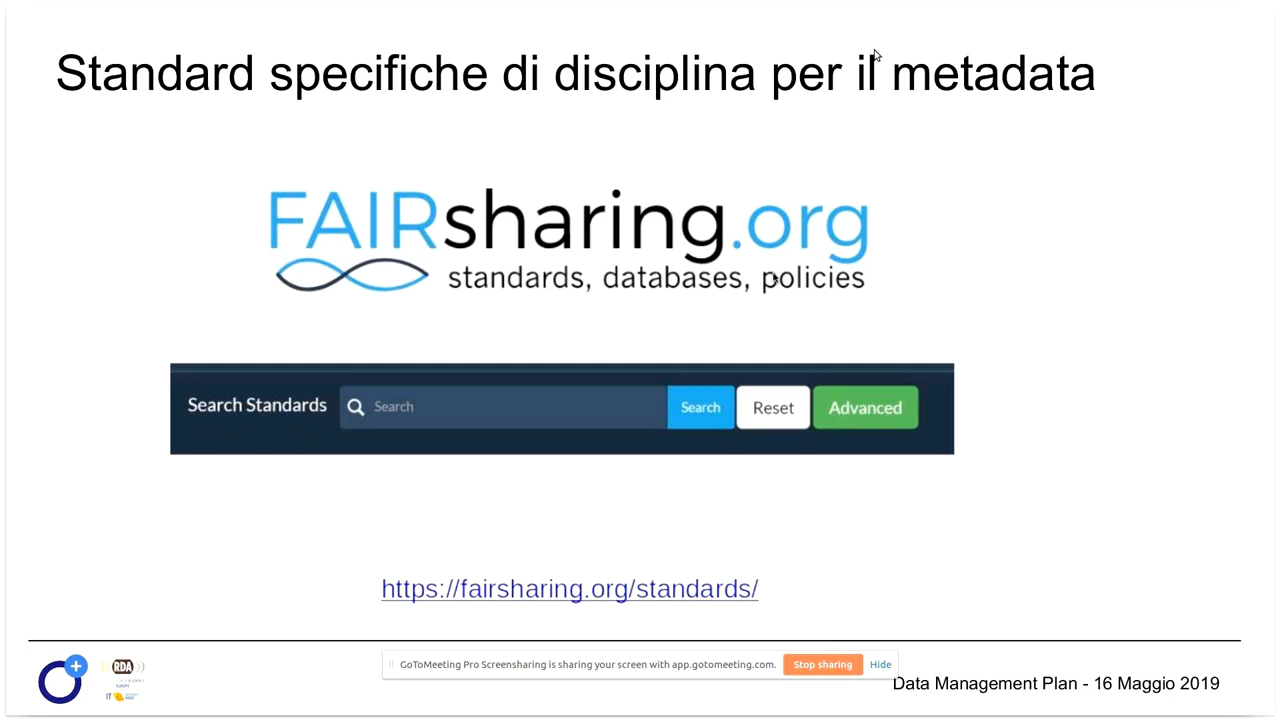 Standard specifiche di disciplina per il metadata
FAIRsharing.org
standards, databases, policies
Search Standards
Search
Search
Reset
Advanced
https://fairsharing.org/standards/
RDA
IT
GoToMeeting Pro Screensharing is sharing your screen with app.gotomeeting.com.
Stop sharing
Hide
Data Management Plan - 16 Maggio 2019